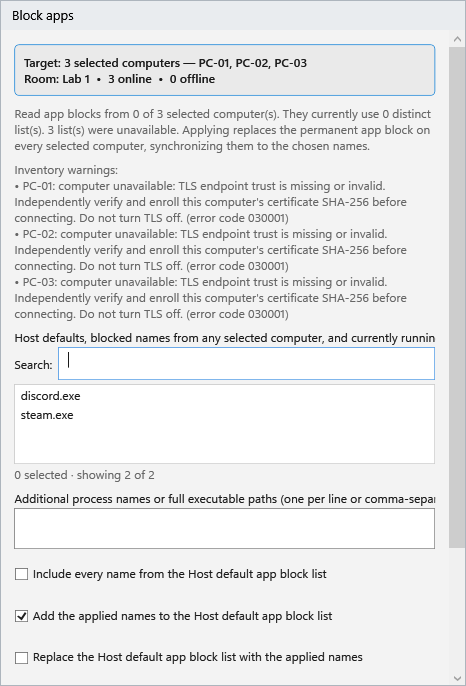 Block apps
Target: 3 selected computers — PC-01, PC-02, PC-03
Room: Lab 1 • 3 online • 0 offline
Read app blocks from 0 of 3 selected computer(s). They currently use 0 distinct
list(s). 3 list(s) were unavailable. Applying replaces the permanent app block on
every selected computer, synchronizing them to the chosen names.
Inventory warnings:
• PC-01: computer unavailable: TLS endpoint trust is missing or invalid.
Independently verify and enroll this computer's certificate SHA-256 before
connecting. Do not turn TLS off. (error code 030001)
• PC-02: computer unavailable: TLS endpoint trust is missing or invalid.
Independently verify and enroll this computer's certificate SHA-256 before
connecting. Do not turn TLS off. (error code 030001)
• PC-03: computer unavailable: TLS endpoint trust is missing or invalid.
Independently verify and enroll this computer's certificate SHA-256 before
connecting. Do not turn TLS off. (error code 030001)
Host defaults, blocked names from any selected computer, and currently runnin
Search:
discord.exe
steam.exe
0 selected · showing 2 of 2
Additional process names or full executable paths (one per line or comma-separ
Include every name from the Host default app block list
Add the applied names to the Host default app block list
Replace the Host default app block list with the applied names